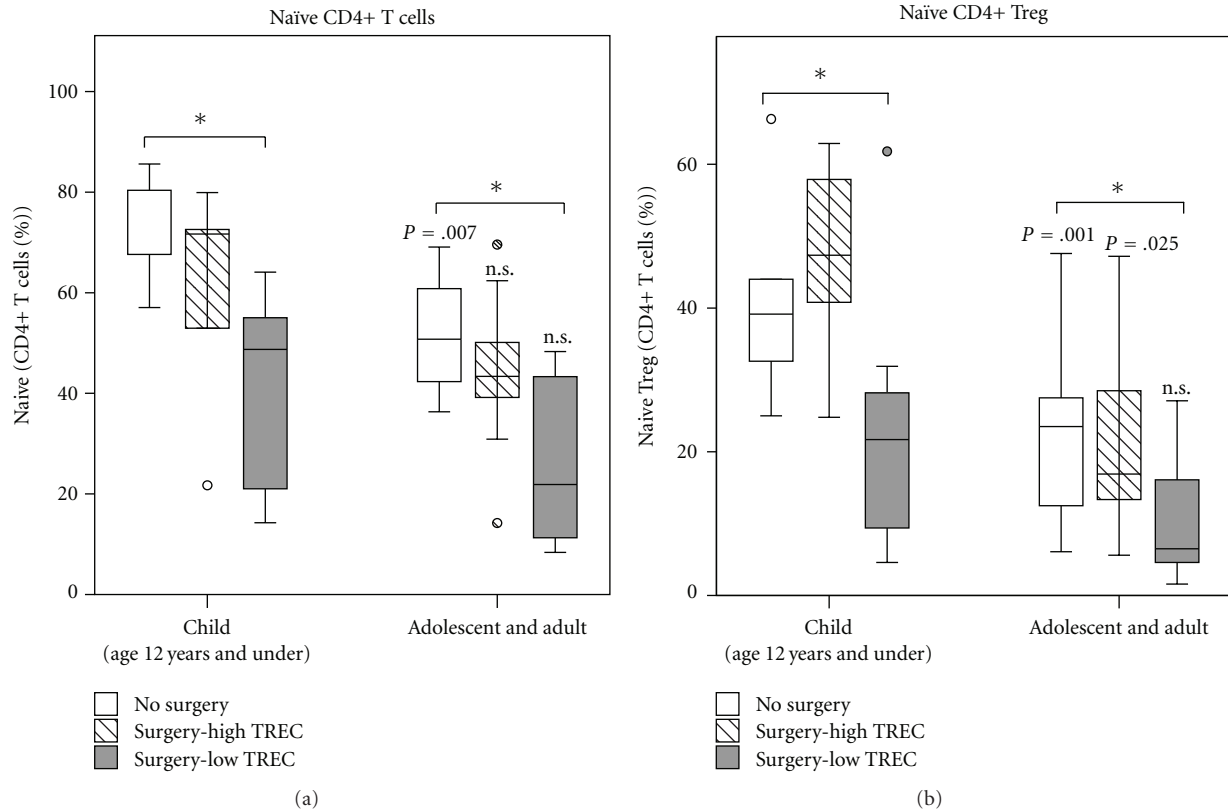 Naïve CD4+ T cells
Naive (CD4+ T cells (%))
100
80
60
40
20
0
*
*
P = .007
n.s.
n.s.
Child
(age 12 years and under)
Adolescent and adult
No surgery
Surgery-high TREC
Surgery-low TREC
(a)
Naïve CD4+ Treg
Naive Treg (CD4+ T cells (%))
60
40
20
0
*
*
P = .001
P = .025
n.s.
Child
(age 12 years and under)
Adolescent and adult
No surgery
Surgery-high TREC
Surgery-low TREC
(b)